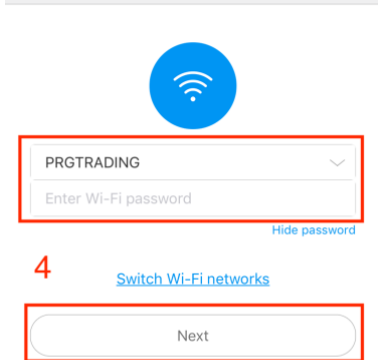 PRGTRADING
Enter Wi-Fi password
Hide password
4
Switch Wi-Fi networks
Next